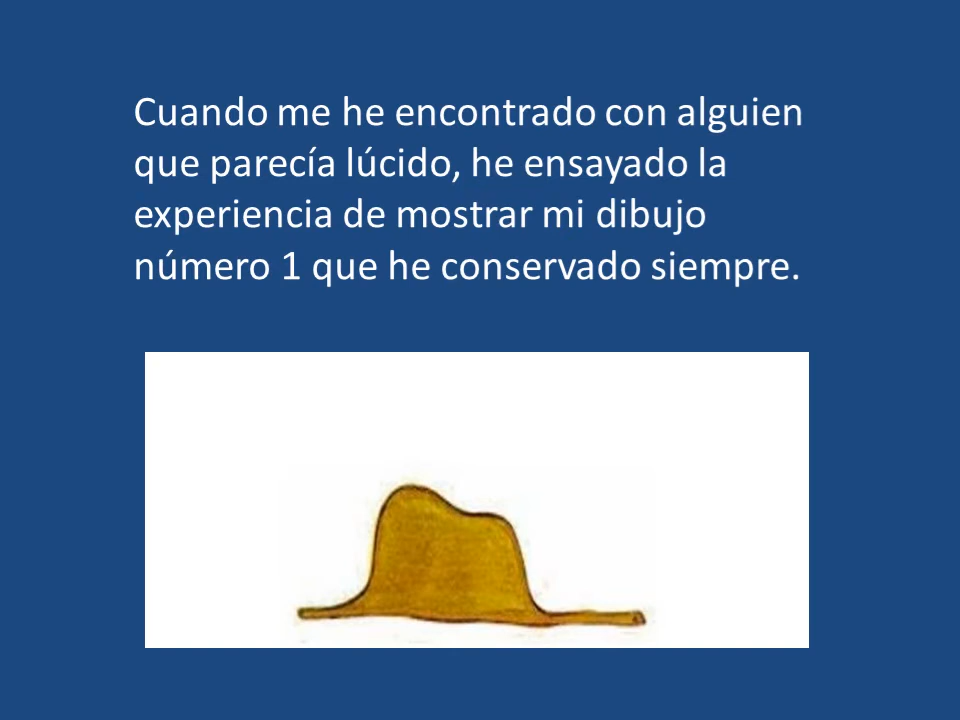 Cuando me he encontrado con alguien
que parecía lúcido, he ensayado la
experiencia de mostrar mi dibujo
número 1 que he conservado siempre.